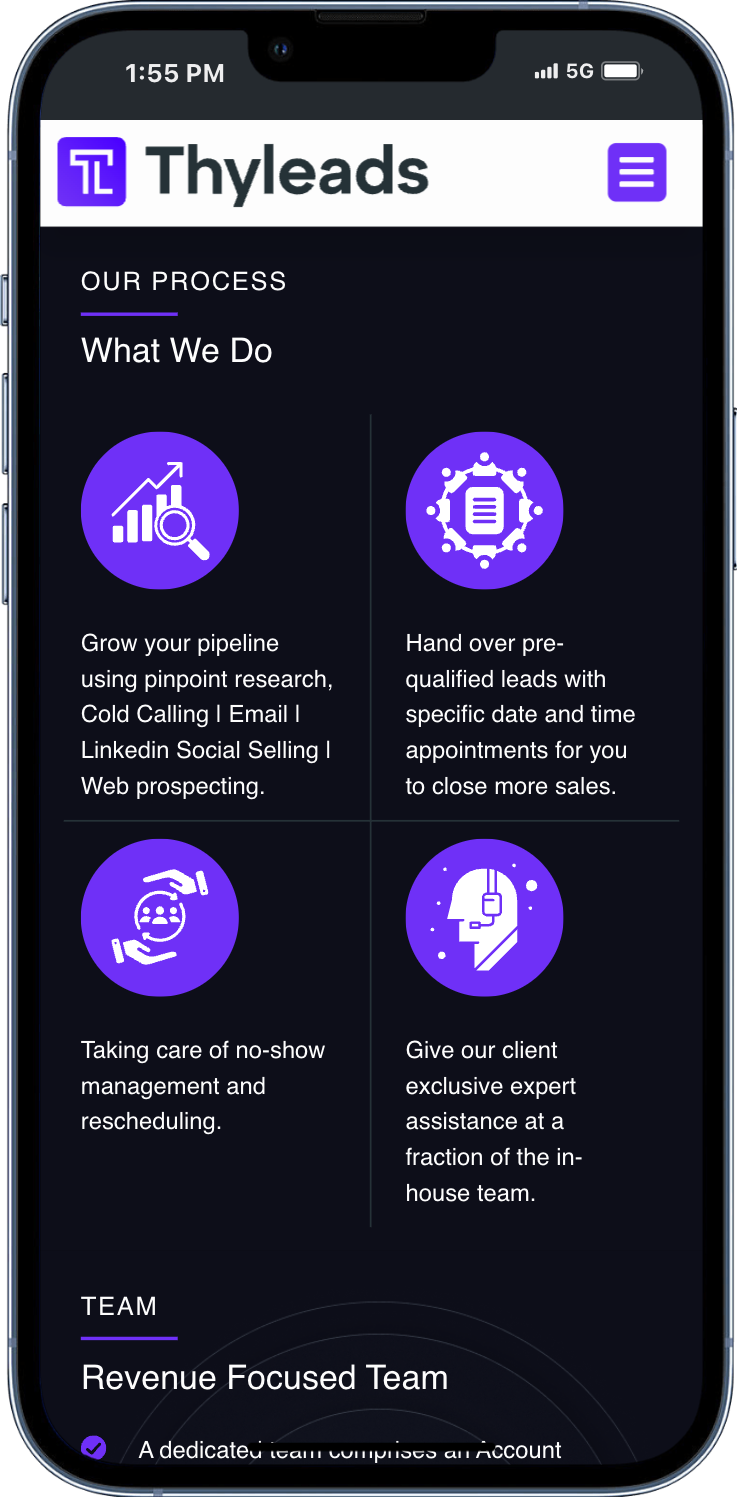 1:55 PM 5G
Thyleads
OUR PROCESS
What We Do
Grow your pipeline
using pinpoint research,
Cold Calling | Email |
Linkedin Social Selling |
Web prospecting.
Hand over pre-
qualified leads with
specific date and time
appointments for you
to close more sales.
Taking care of no-show
management and
rescheduling.
Give our client
exclusive expert
assistance at a
fraction of the in-
house team.
TEAM
Revenue Focused Team
A dedicated team comprises an Account